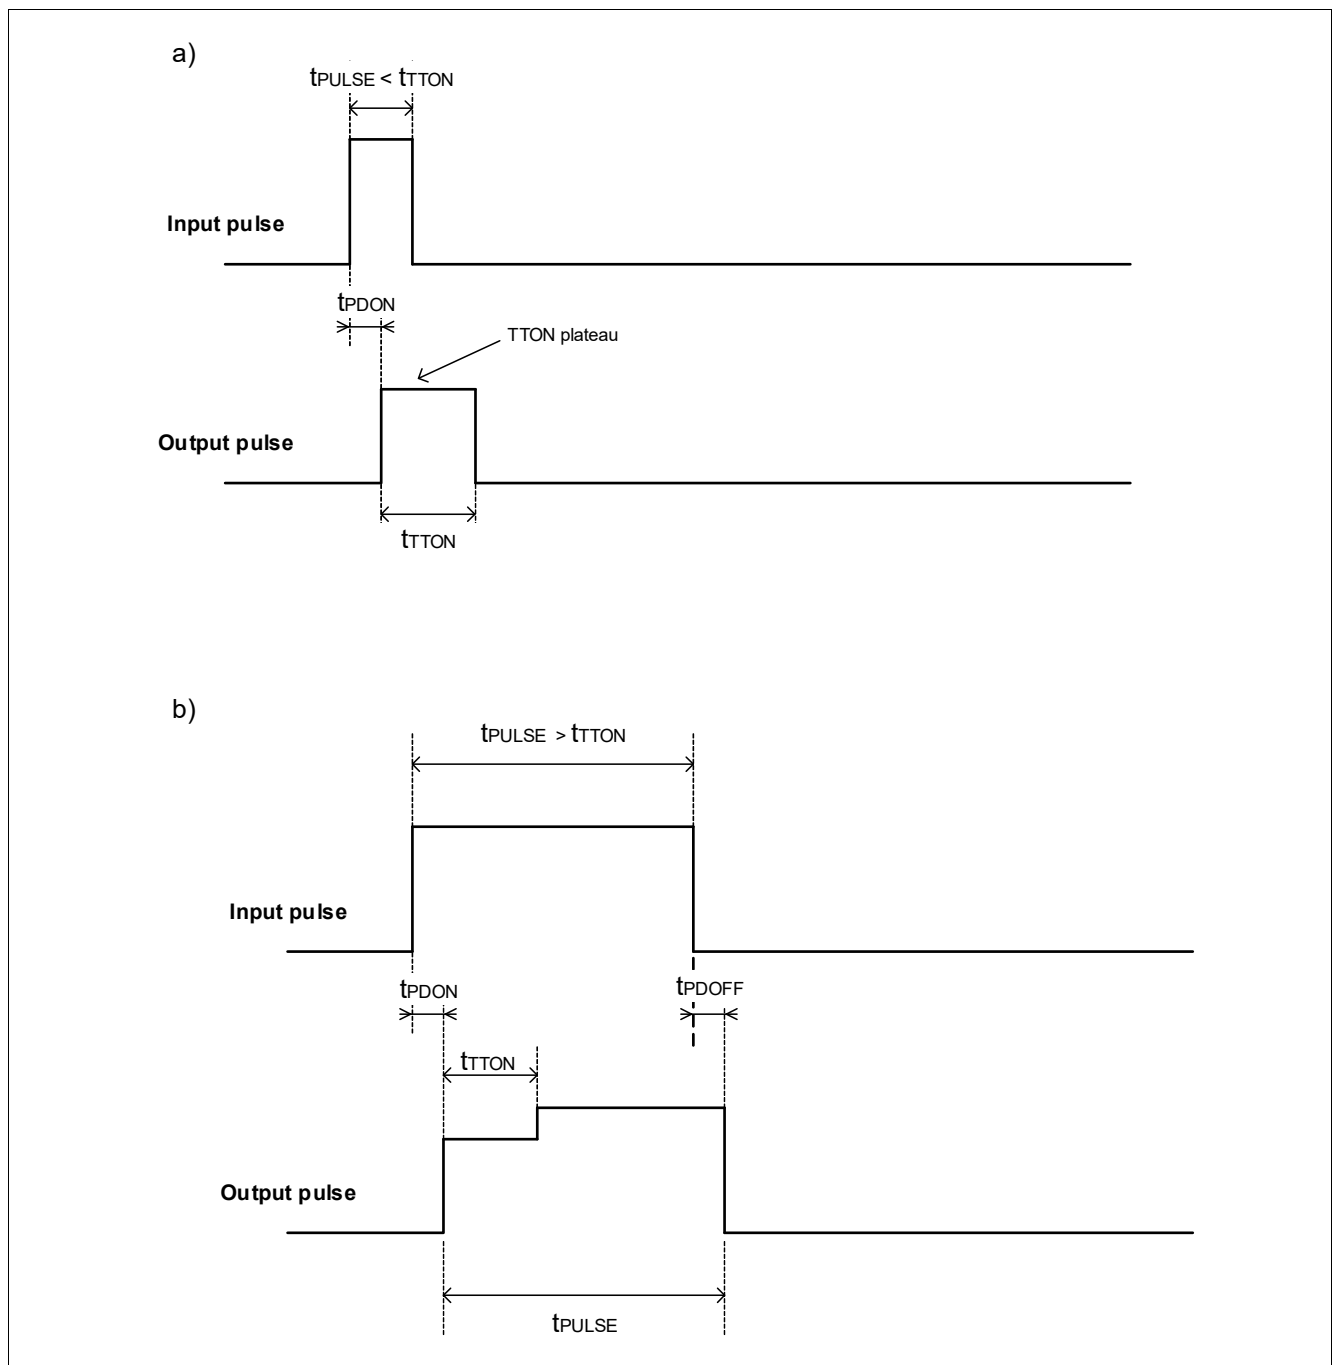 a)
tPULSE < tTTON
Input pulse
tPDON
TTON plateau
Output pulse
tTTON
b)
tPULSE > tTTON
Input pulse
tPDON
tPDOFF
tTTON
Output pulse
tPULSE